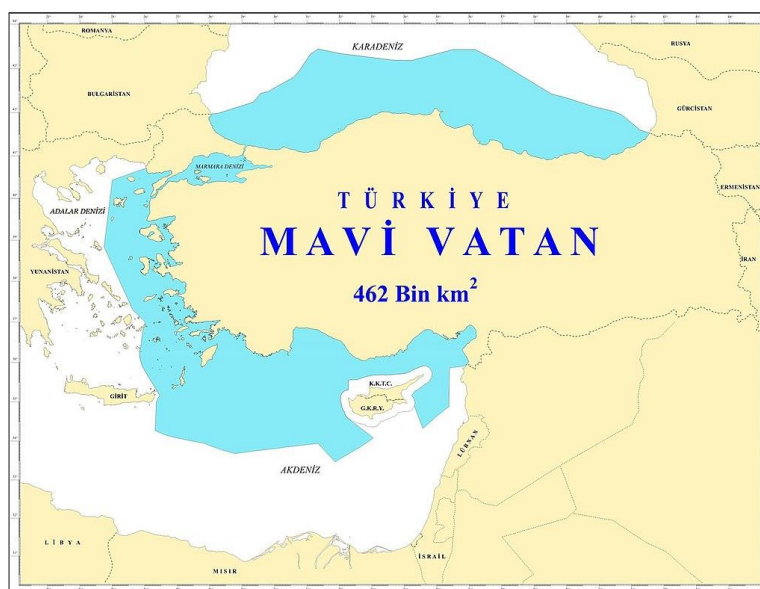 ROMANYA
KARADENİZ
RUSYA
BULGARİSTAN
GÜRCİSTAN
MARMARA DENİZİ
ERMENİSTAN
TÜRKİYE
ADALAR DENİZİ
MAVİ VATAN
İRAN
YUNANİSTAN
462 Bin km²
K.K.T.C.
GİRİT
G.K.R.Y.
LÜBNAN
AKDENİZ
LİBYA
İSRAİL
MISIR